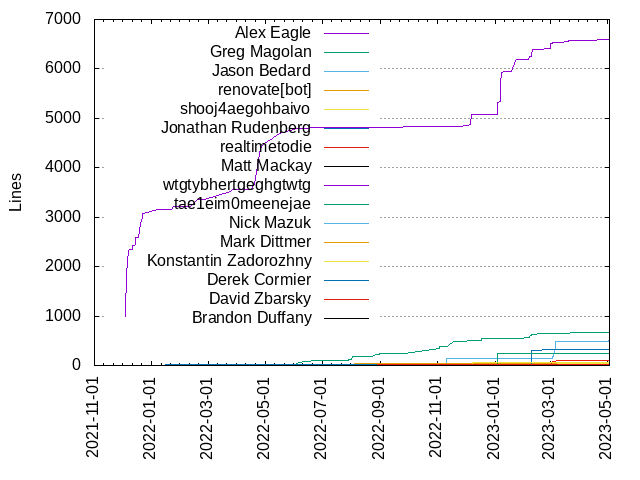 7000
6000
5000
4000
3000
2000
1000
0
Lines
Alex Eagle
Greg Magolan
Jason Bedard
renovate[bot]
shooj4aegohbaivo
Jonathan Rudenberg
realtimetodie
Matt Mackay
wtgtybhertgeghgtwtg
tae1eim0meenejae
Nick Mazuk
Mark Dittmer
Konstantin Zadorozhny
Derek Cormier
David Zbarsky
Brandon Duffany
2021-11-01
2022-01-01
2022-03-01
2022-05-01
2022-07-01
2022-09-01
2022-11-01
2023-01-01
2023-03-01
2023-05-01